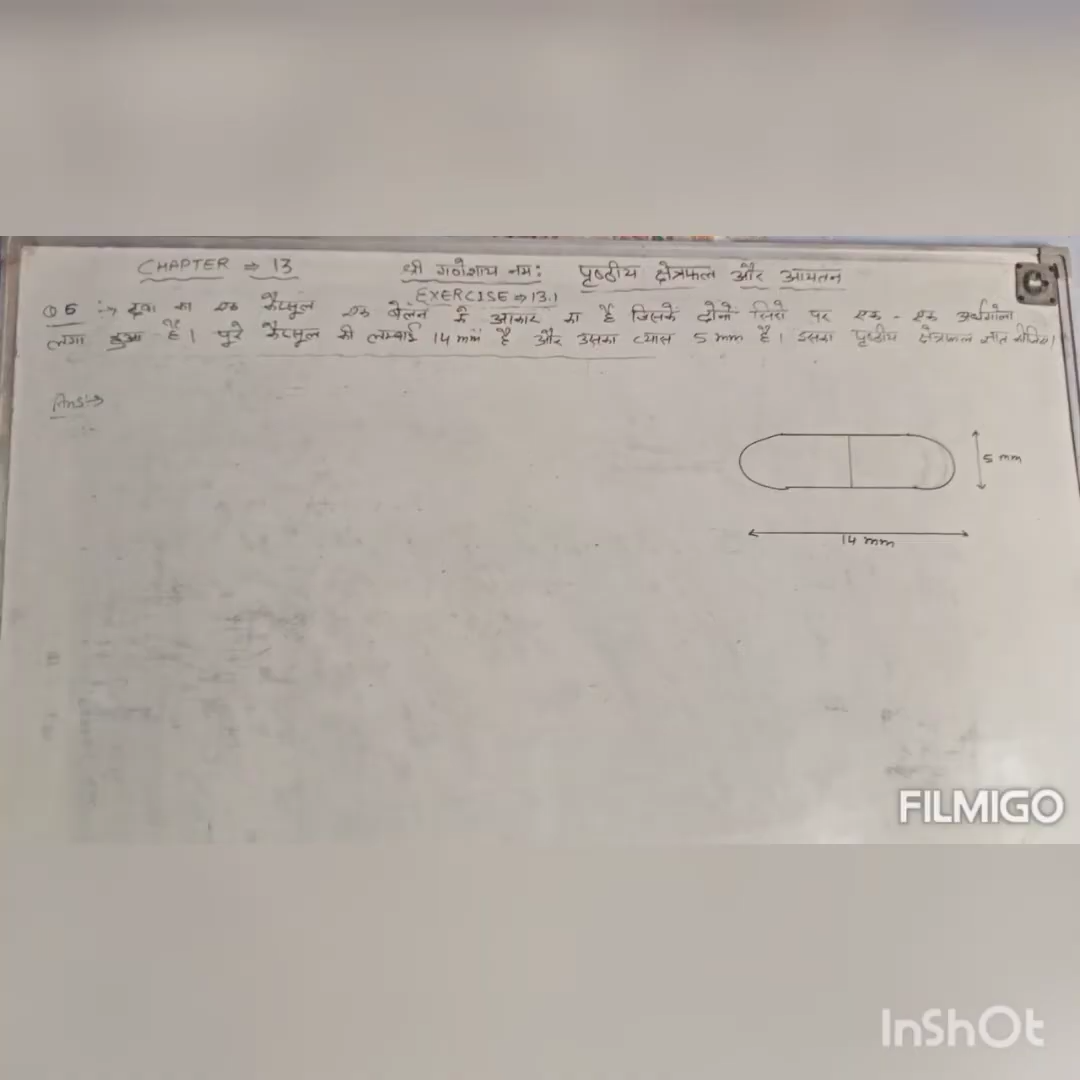 CHAPTER ⇒ 13 श्री गणेशाय नमः पृष्ठीय क्षेत्रफल और आयतन
EXERCISE ⇒ 13.1
Q 6 :→ दवा का एक कैप्सूल एक बेलन के आकार का है जिसके दोनों सिरो पर एक - एक अर्धगोला
लगा हुआ है। पूरे कैप्सूल की लम्बाई 14 mm है और उसका व्यास 5 mm है। इसका पृष्ठीय क्षेत्रफल ज्ञात कीजिए।
Ans:→
5 mm
14 mm
FILMIGO
InShOt